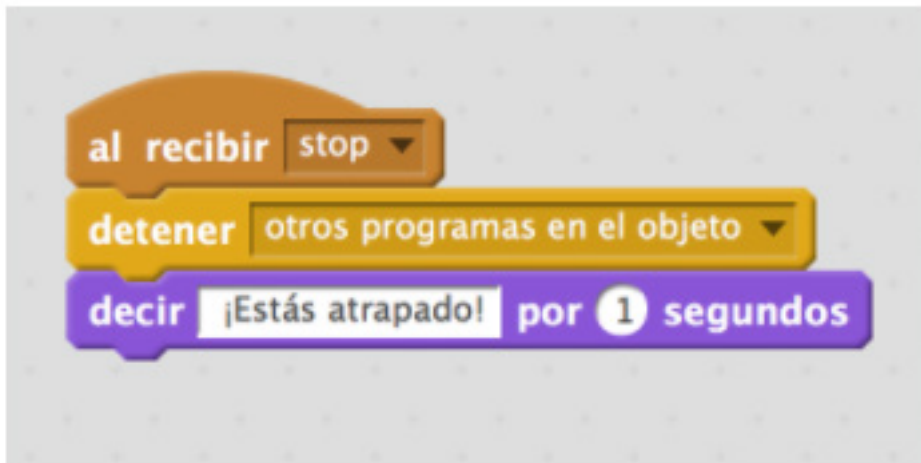 al recibir stop
detener otros programas en el objeto
decir ¡Estás atrapado! por 1 segundos